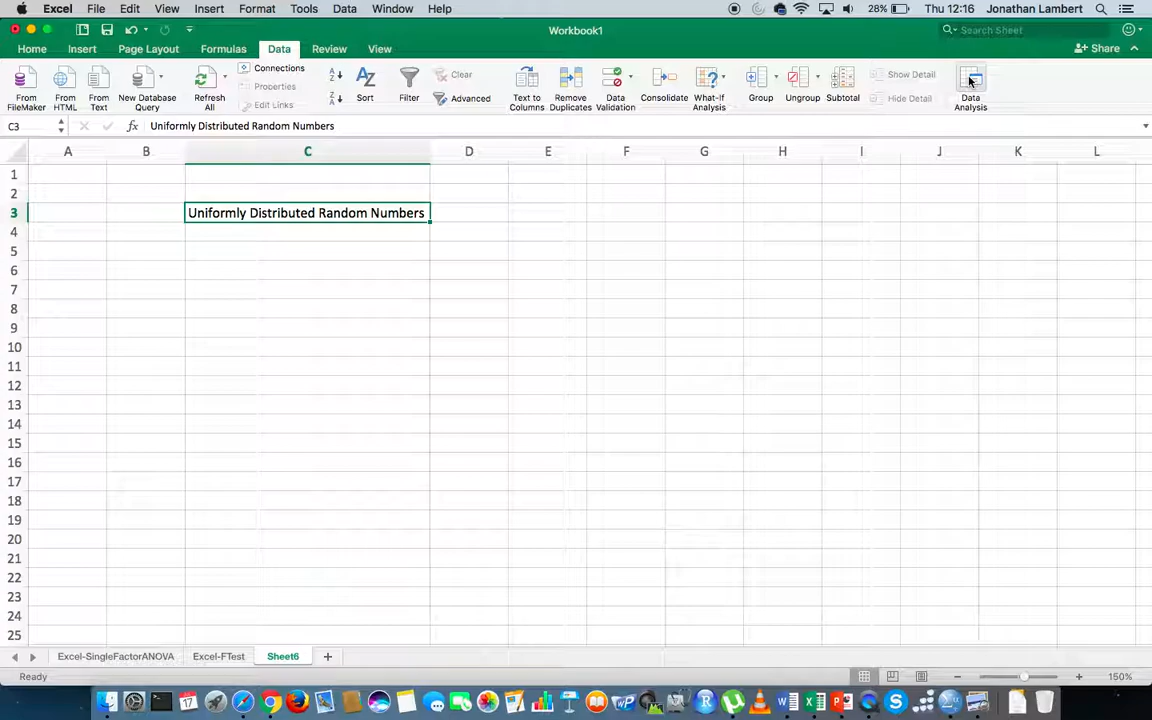 Excel File Edit View Insert Format Tools Data Window Help 28% Thu 12:16 Jonathan Lambert
Workbook1 Search Sheet
Home Insert Page Layout Formulas Data Review View Share
From FileMaker
From HTML
From Text
New Database Query
Refresh All
Connections
Properties
Edit Links
Sort
Filter
Clear
Advanced
Text to Columns
Remove Duplicates
Data Validation
Consolidate
What-If Analysis
Group
Ungroup
Subtotal
Show Detail
Hide Detail
Data Analysis
C3 fx Uniformly Distributed Random Numbers
A B C D E F G H I J K L
1
2
3 Uniformly Distributed Random Numbers
4
5
6
7
8
9
10
11
12
13
14
15
16
17
18
19
20
21
22
23
24
25
Excel-SingleFactorANOVA Excel-FTest Sheet6
Ready 150%